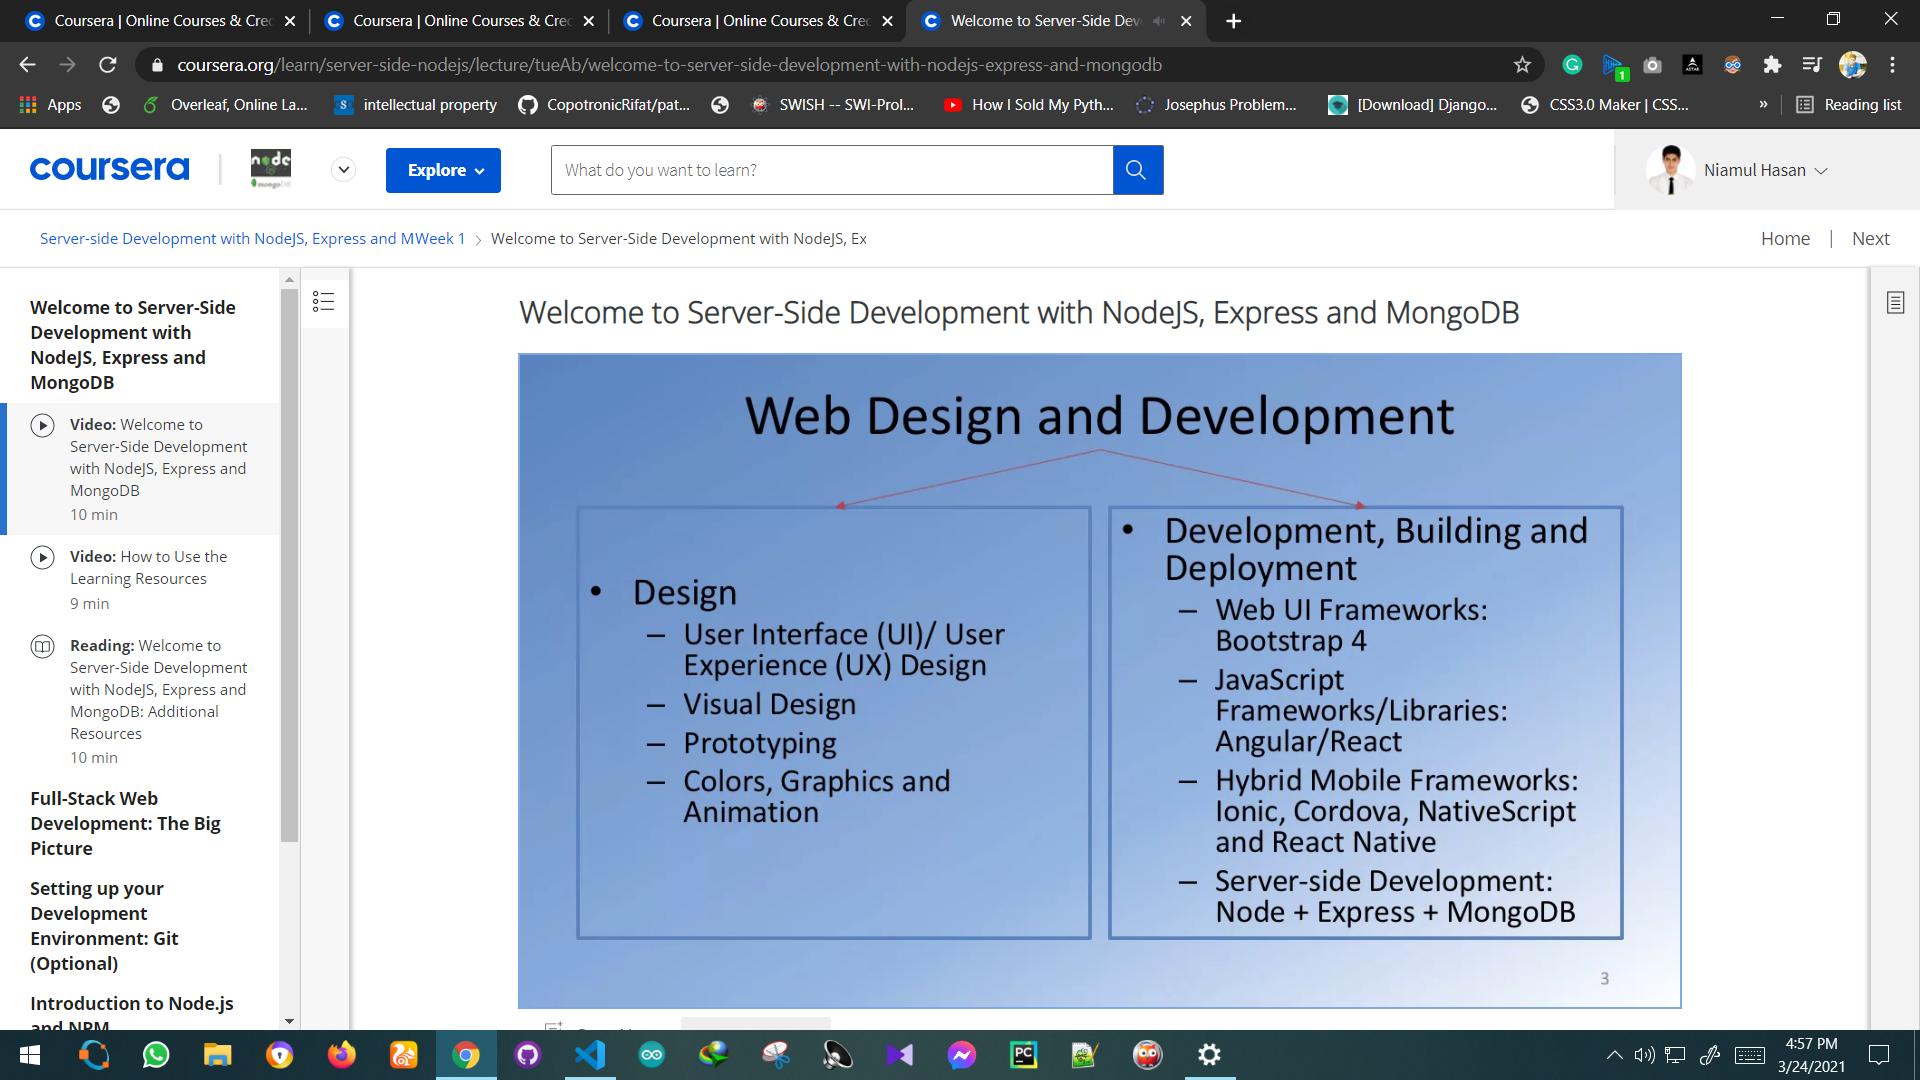 Coursera | Online Courses & Cred
Coursera | Online Courses & Cred
Coursera | Online Courses & Cred
Welcome to Server-Side Dev
coursera.org/learn/server-side-nodejs/lecture/tueAb/welcome-to-server-side-development-with-nodejs-express-and-mongodb
1
Apps
Overleaf, Online La...
intellectual property
CopotronicRifat/pat...
SWISH -- SWI-Prol...
How I Sold My Pyth...
Josephus Problem...
[Download] Django...
CSS3.0 Maker | CSS...
»
Reading list
coursera
node
mongoDB
Explore
What do you want to learn?
Niamul Hasan
Server-side Development with NodeJS, Express and MWeek 1
Welcome to Server-Side Development with NodeJS, Ex
Home | Next
Welcome to Server-Side
Development with
NodeJS, Express and
MongoDB
Video: Welcome to
Server-Side Development
with NodeJS, Express and
MongoDB
10 min
Video: How to Use the
Learning Resources
9 min
Reading: Welcome to
Server-Side Development
with NodeJS, Express and
MongoDB: Additional
Resources
10 min
Full-Stack Web
Development: The Big
Picture
Setting up your
Development
Environment: Git
(Optional)
Introduction to Node.js
and NPM
Welcome to Server-Side Development with NodeJS, Express and MongoDB
Web Design and Development
• Design
– User Interface (UI)/ User
Experience (UX) Design
– Visual Design
– Prototyping
– Colors, Graphics and
Animation
• Development, Building and
Deployment
– Web UI Frameworks:
Bootstrap 4
– JavaScript
Frameworks/Libraries:
Angular/React
– Hybrid Mobile Frameworks:
Ionic, Cordova, NativeScript
and React Native
– Server-side Development:
Node + Express + MongoDB
3
PC
4:57 PM
3/24/2021